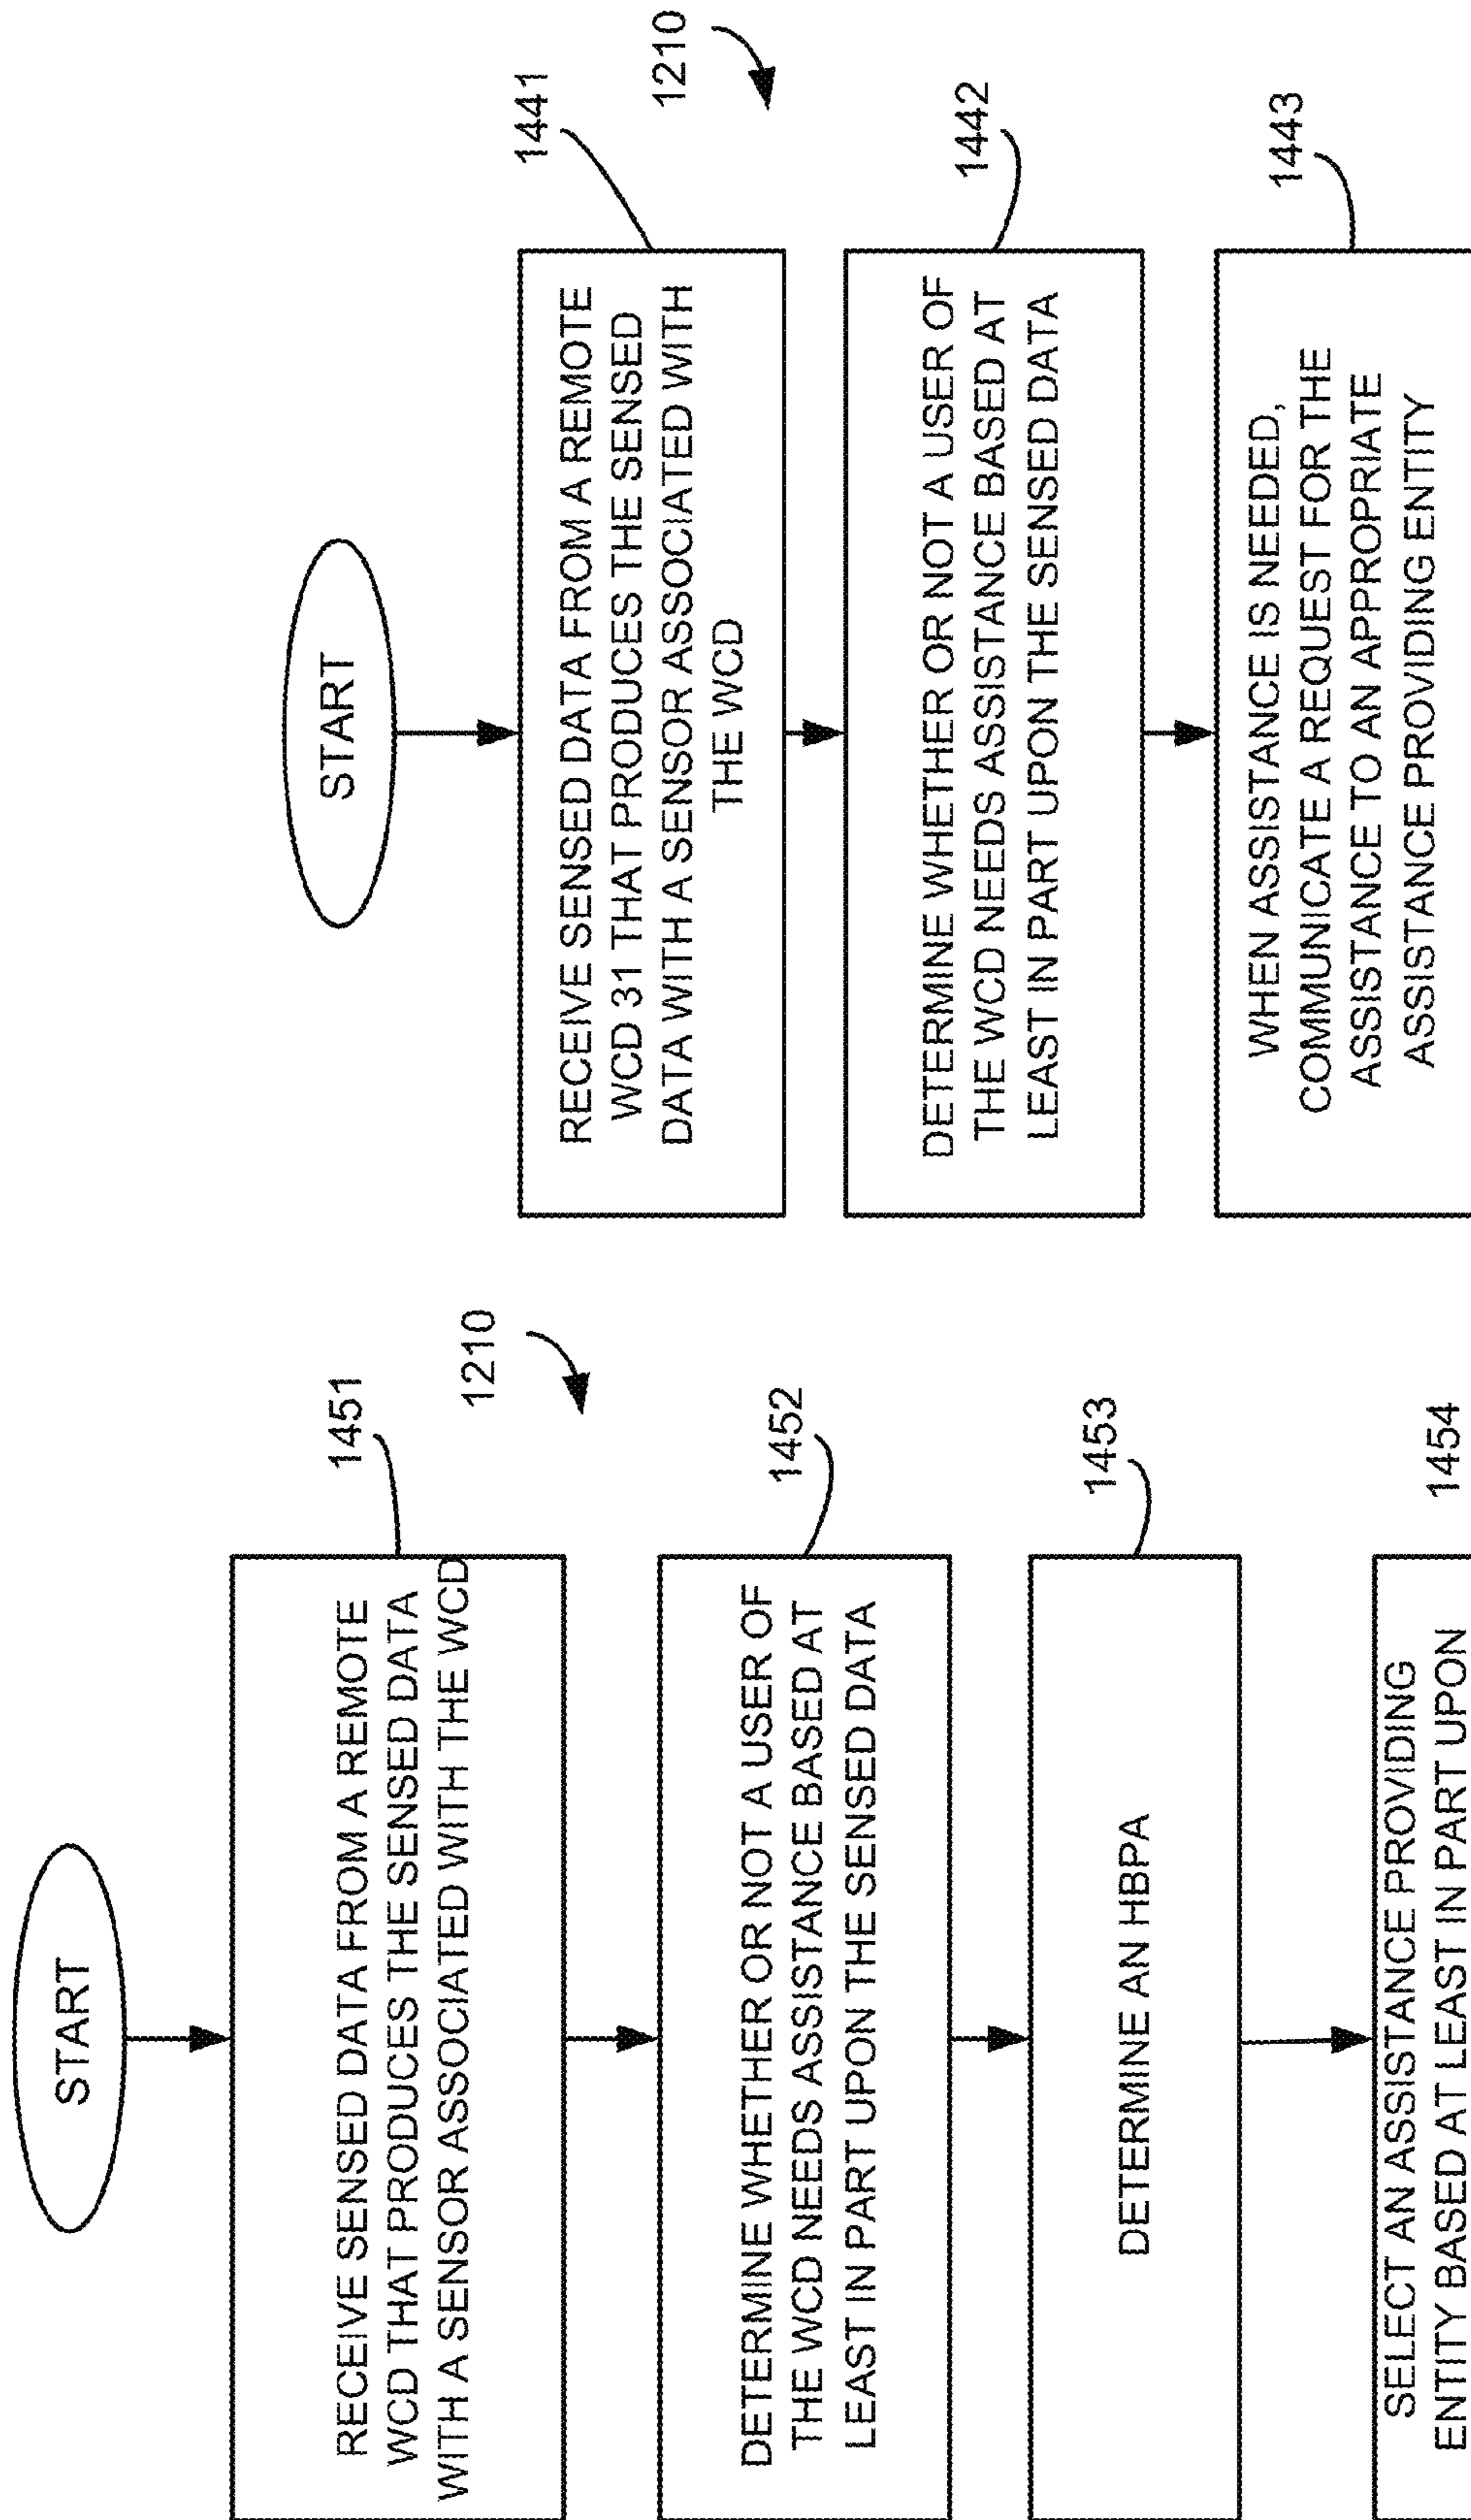 START
1210
1451
RECEIVE SENSED DATA FROM A REMOTE
WCD THAT PRODUCES THE SENSED DATA
WITH A SENSOR ASSOCIATED WITH THE WCD
1452
DETERMINE WHETHER OR NOT A USER OF
THE WCD NEEDS ASSISTANCE BASED AT
LEAST IN PART UPON THE SENSED DATA
1453
DETERMINE AN HBPA
1454
SELECT AN ASSISTANCE PROVIDING
ENTITY BASED AT LEAST IN PART UPON
START
1210
1441
RECEIVE SENSED DATA FROM A REMOTE
WCD 31 THAT PRODUCES THE SENSED
DATA WITH A SENSOR ASSOCIATED WITH
THE WCD
1442
DETERMINE WHETHER OR NOT A USER OF
THE WCD NEEDS ASSISTANCE BASED AT
LEAST IN PART UPON THE SENSED DATA
1443
WHEN ASSISTANCE IS NEEDED,
COMMUNICATE A REQUEST FOR THE
ASSISTANCE TO AN APPROPRIATE
ASSISTANCE PROVIDING ENTITY